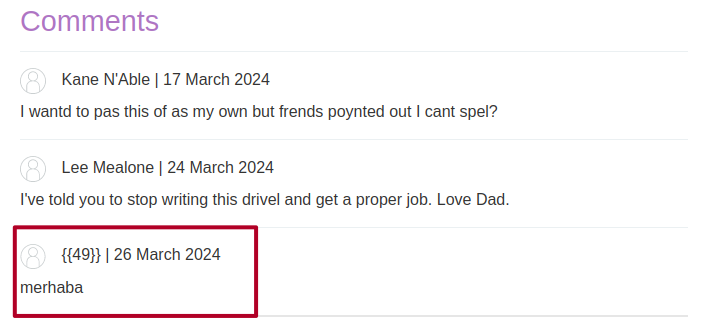 Comments
Kane N'Able | 17 March 2024
I wantd to pas this of as my own but frends poynted out I cant spel?
Lee Mealone | 24 March 2024
I've told you to stop writing this drivel and get a proper job. Love Dad.
{{49}} | 26 March 2024
merhaba